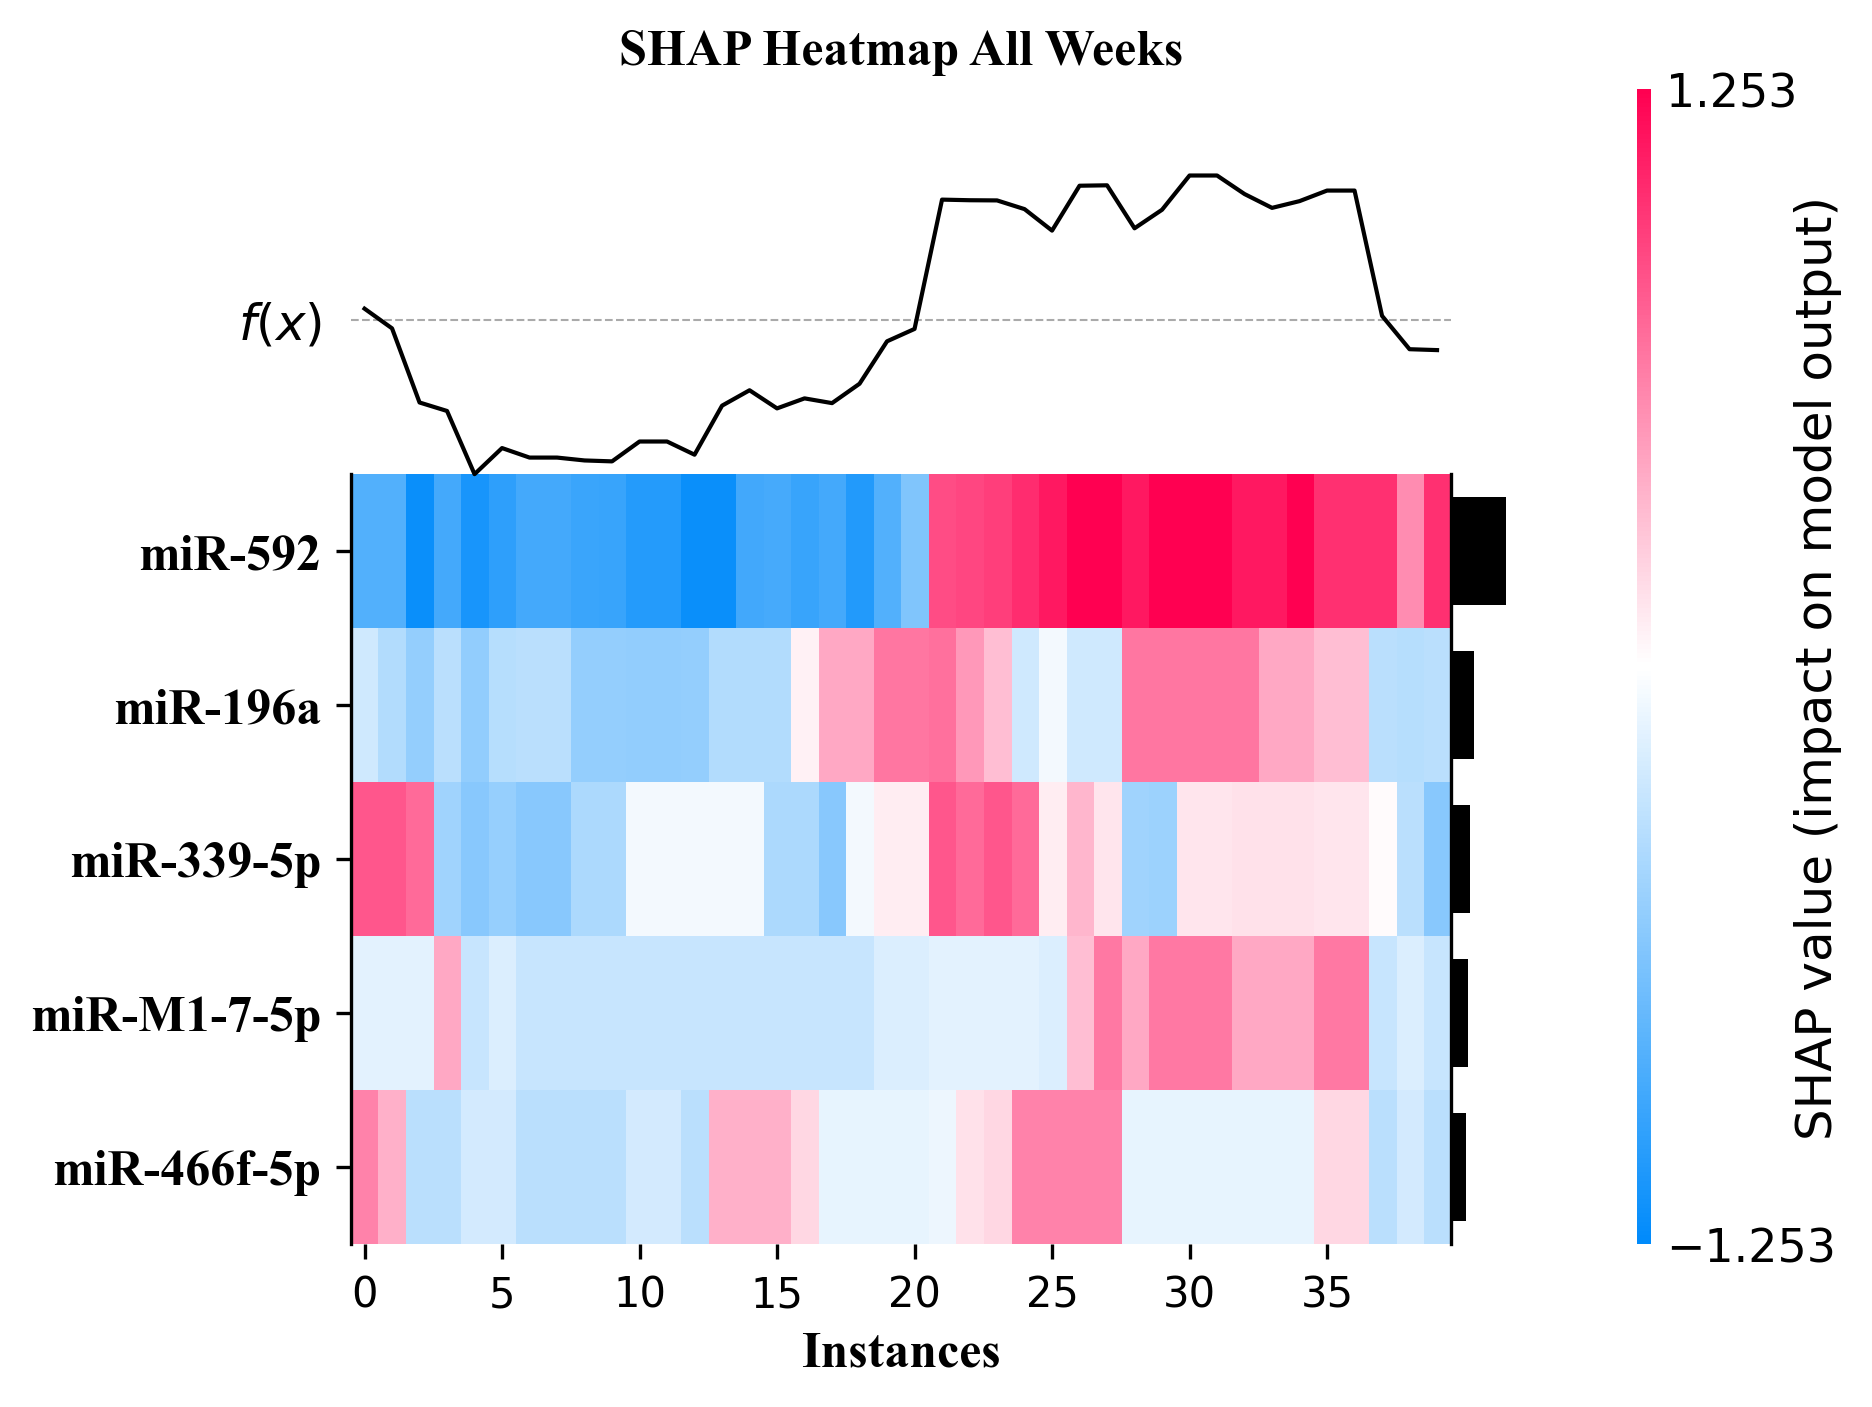 SHAP Heatmap All Weeks
1.253
f(x)
miR-592
miR-196a
miR-339-5p
miR-M1-7-5p
miR-466f-5p
−1.253
SHAP value (impact on model output)
0 5 10 15 20 25 30 35
Instances